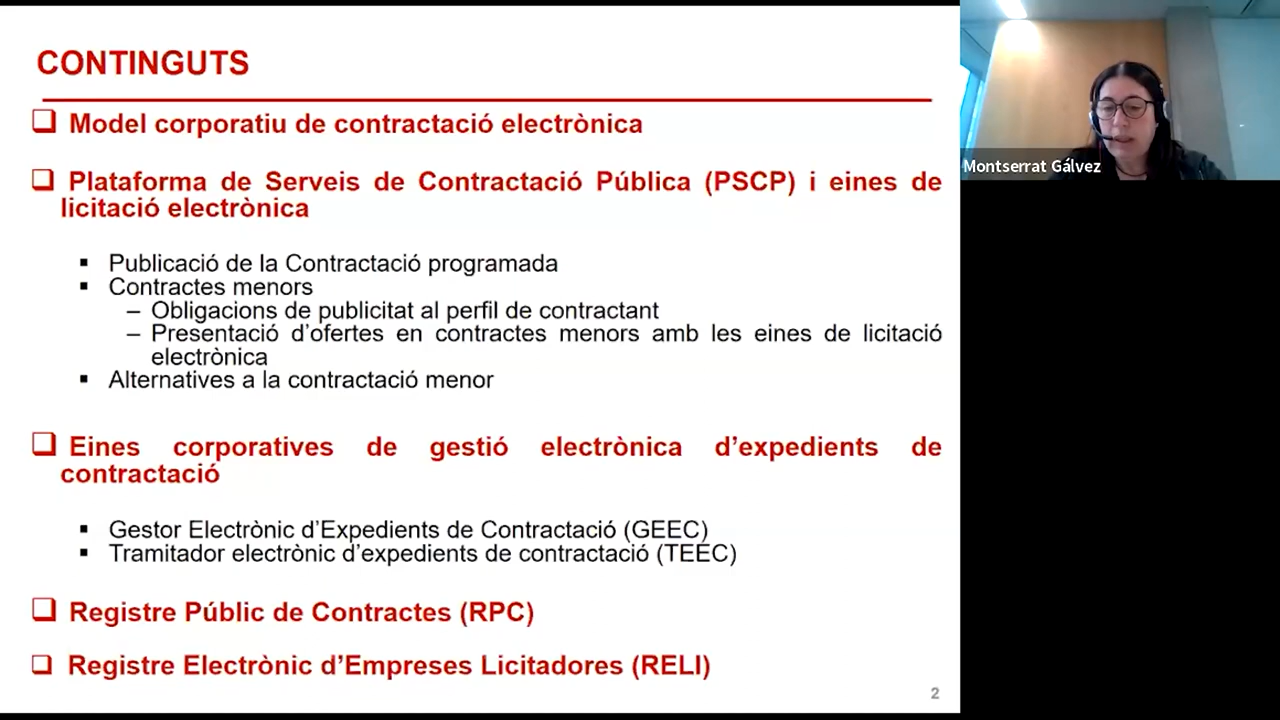 CONTINGUTS
Model corporatiu de contractació electrònica
Plataforma de Serveis de Contractació Pública (PSCP) i eines de
licitació electrònica
Publicació de la Contractació programada
Contractes menors
– Obligacions de publicitat al perfil de contractant
– Presentació d’ofertes en contractes menors amb les eines de licitació
electrònica
Alternatives a la contractació menor
Eines corporatives de gestió electrònica d’expedients de
contractació
Gestor Electrònic d’Expedients de Contractació (GEEC)
Tramitador electrònic d’expedients de contractació (TEEC)
Registre Públic de Contractes (RPC)
Registre Electrònic d’Empreses Licitadores (RELI)
2
Montserrat Gálvez